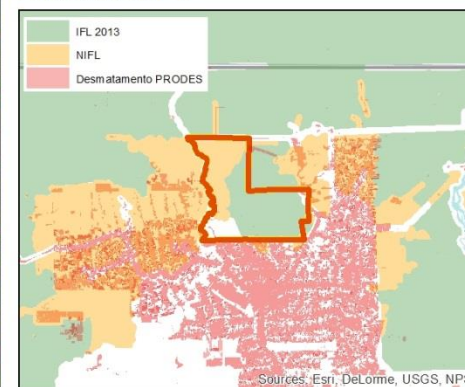 IFL 2013
NIFL
Desmatamento PRODES
Sources: Esri, DeLorme, USGS, NPS